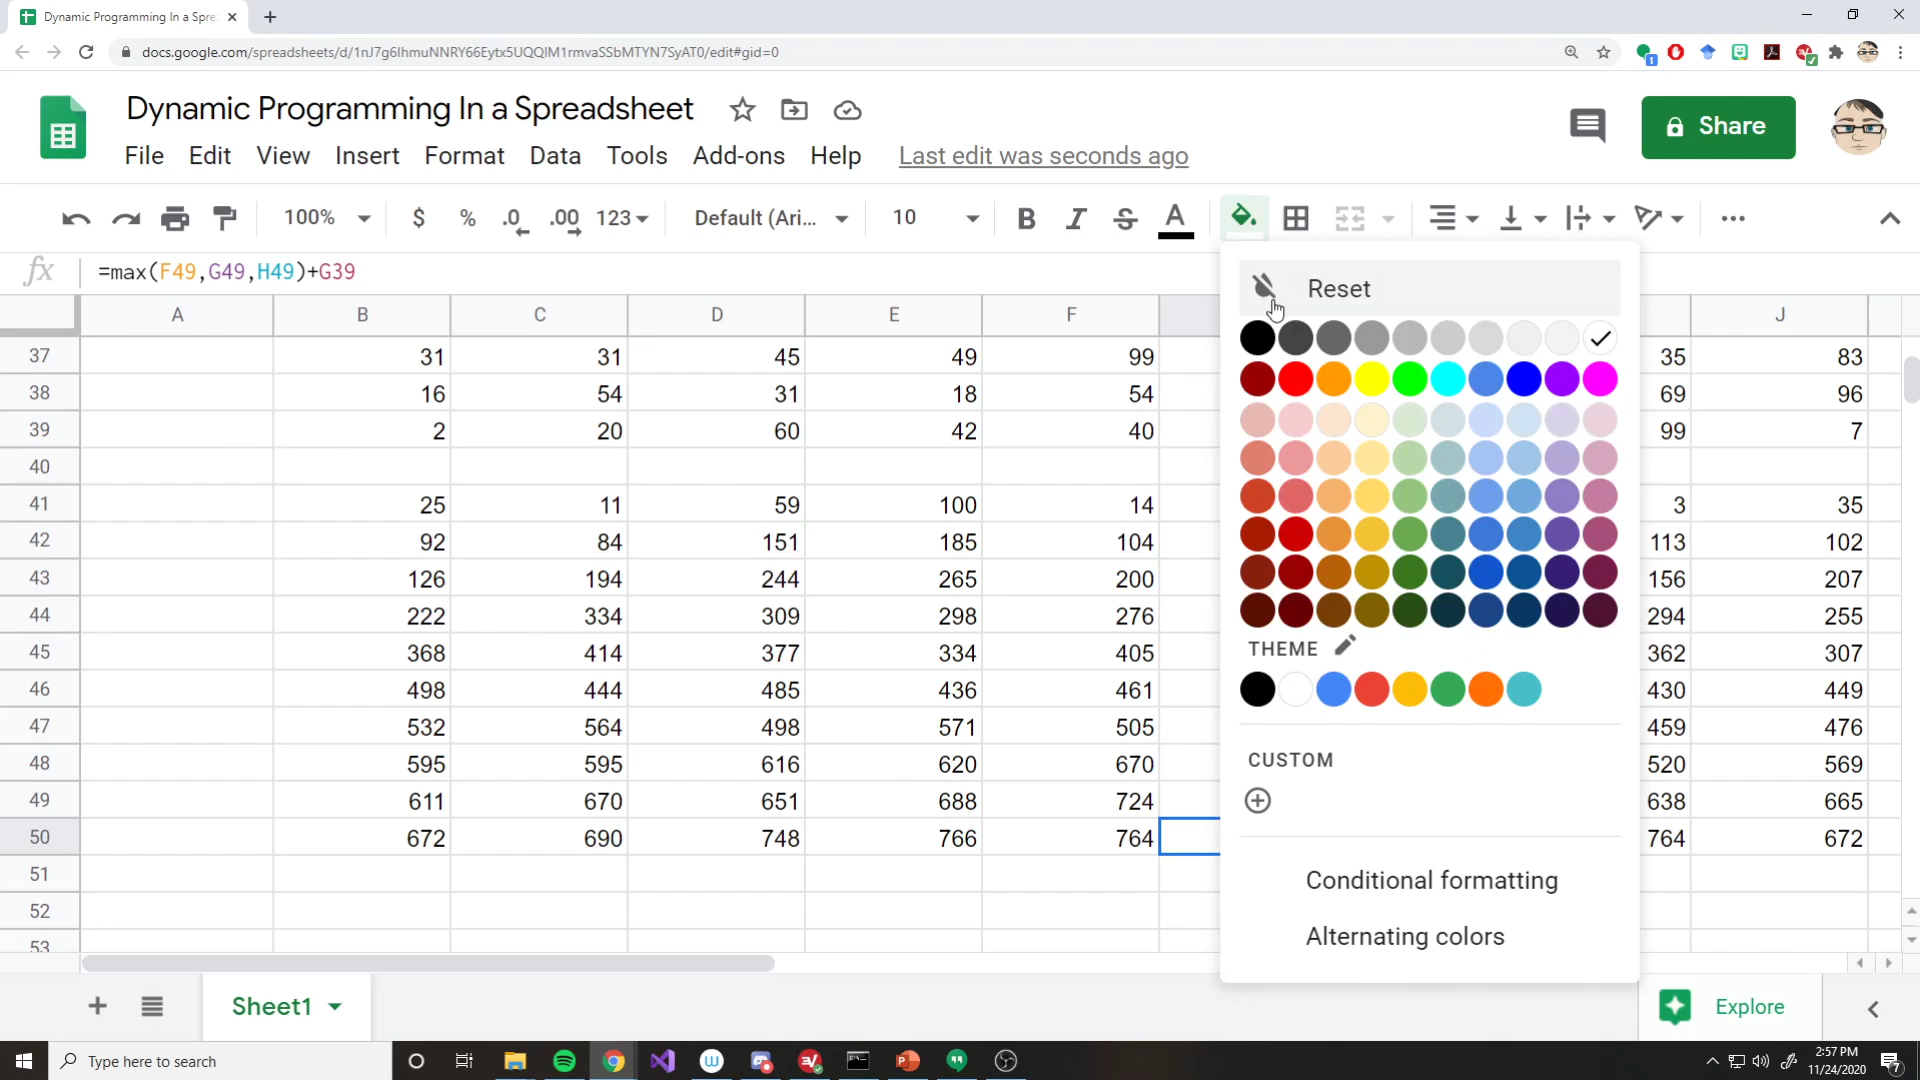 Dynamic Programming In a Spre
docs.google.com/spreadsheets/d/1nJ7g6IhmuNNRY66Eytx5UQQIM1rmvaSSbMTYN7SyAT0/edit#gid=0
Dynamic Programming In a Spreadsheet
Share
File Edit View Insert Format Data Tools Add-ons Help Last edit was seconds ago
100% $ % .0 .00 123 Default (Ari... 10 B I S A
fx =max(F49,G49,H49)+G39
Reset
A B C D E F J
37 31 31 45 49 99 35 83
38 16 54 31 18 54 69 96
39 2 20 60 42 40 99 7
40
41 25 11 59 100 14 3 35
42 92 84 151 185 104 113 102
43 126 194 244 265 200 156 207
44 222 334 309 298 276 294 255
45 368 414 377 334 405 362 307
46 498 444 485 436 461 430 449
47 532 564 498 571 505 459 476
48 595 595 616 620 670 520 569
49 611 670 651 688 724 638 665
50 672 690 748 766 764 764 672
51
52
53
THEME
CUSTOM
Conditional formatting
Alternating colors
Sheet1
Explore
Type here to search
2:57 PM
11/24/2020
7